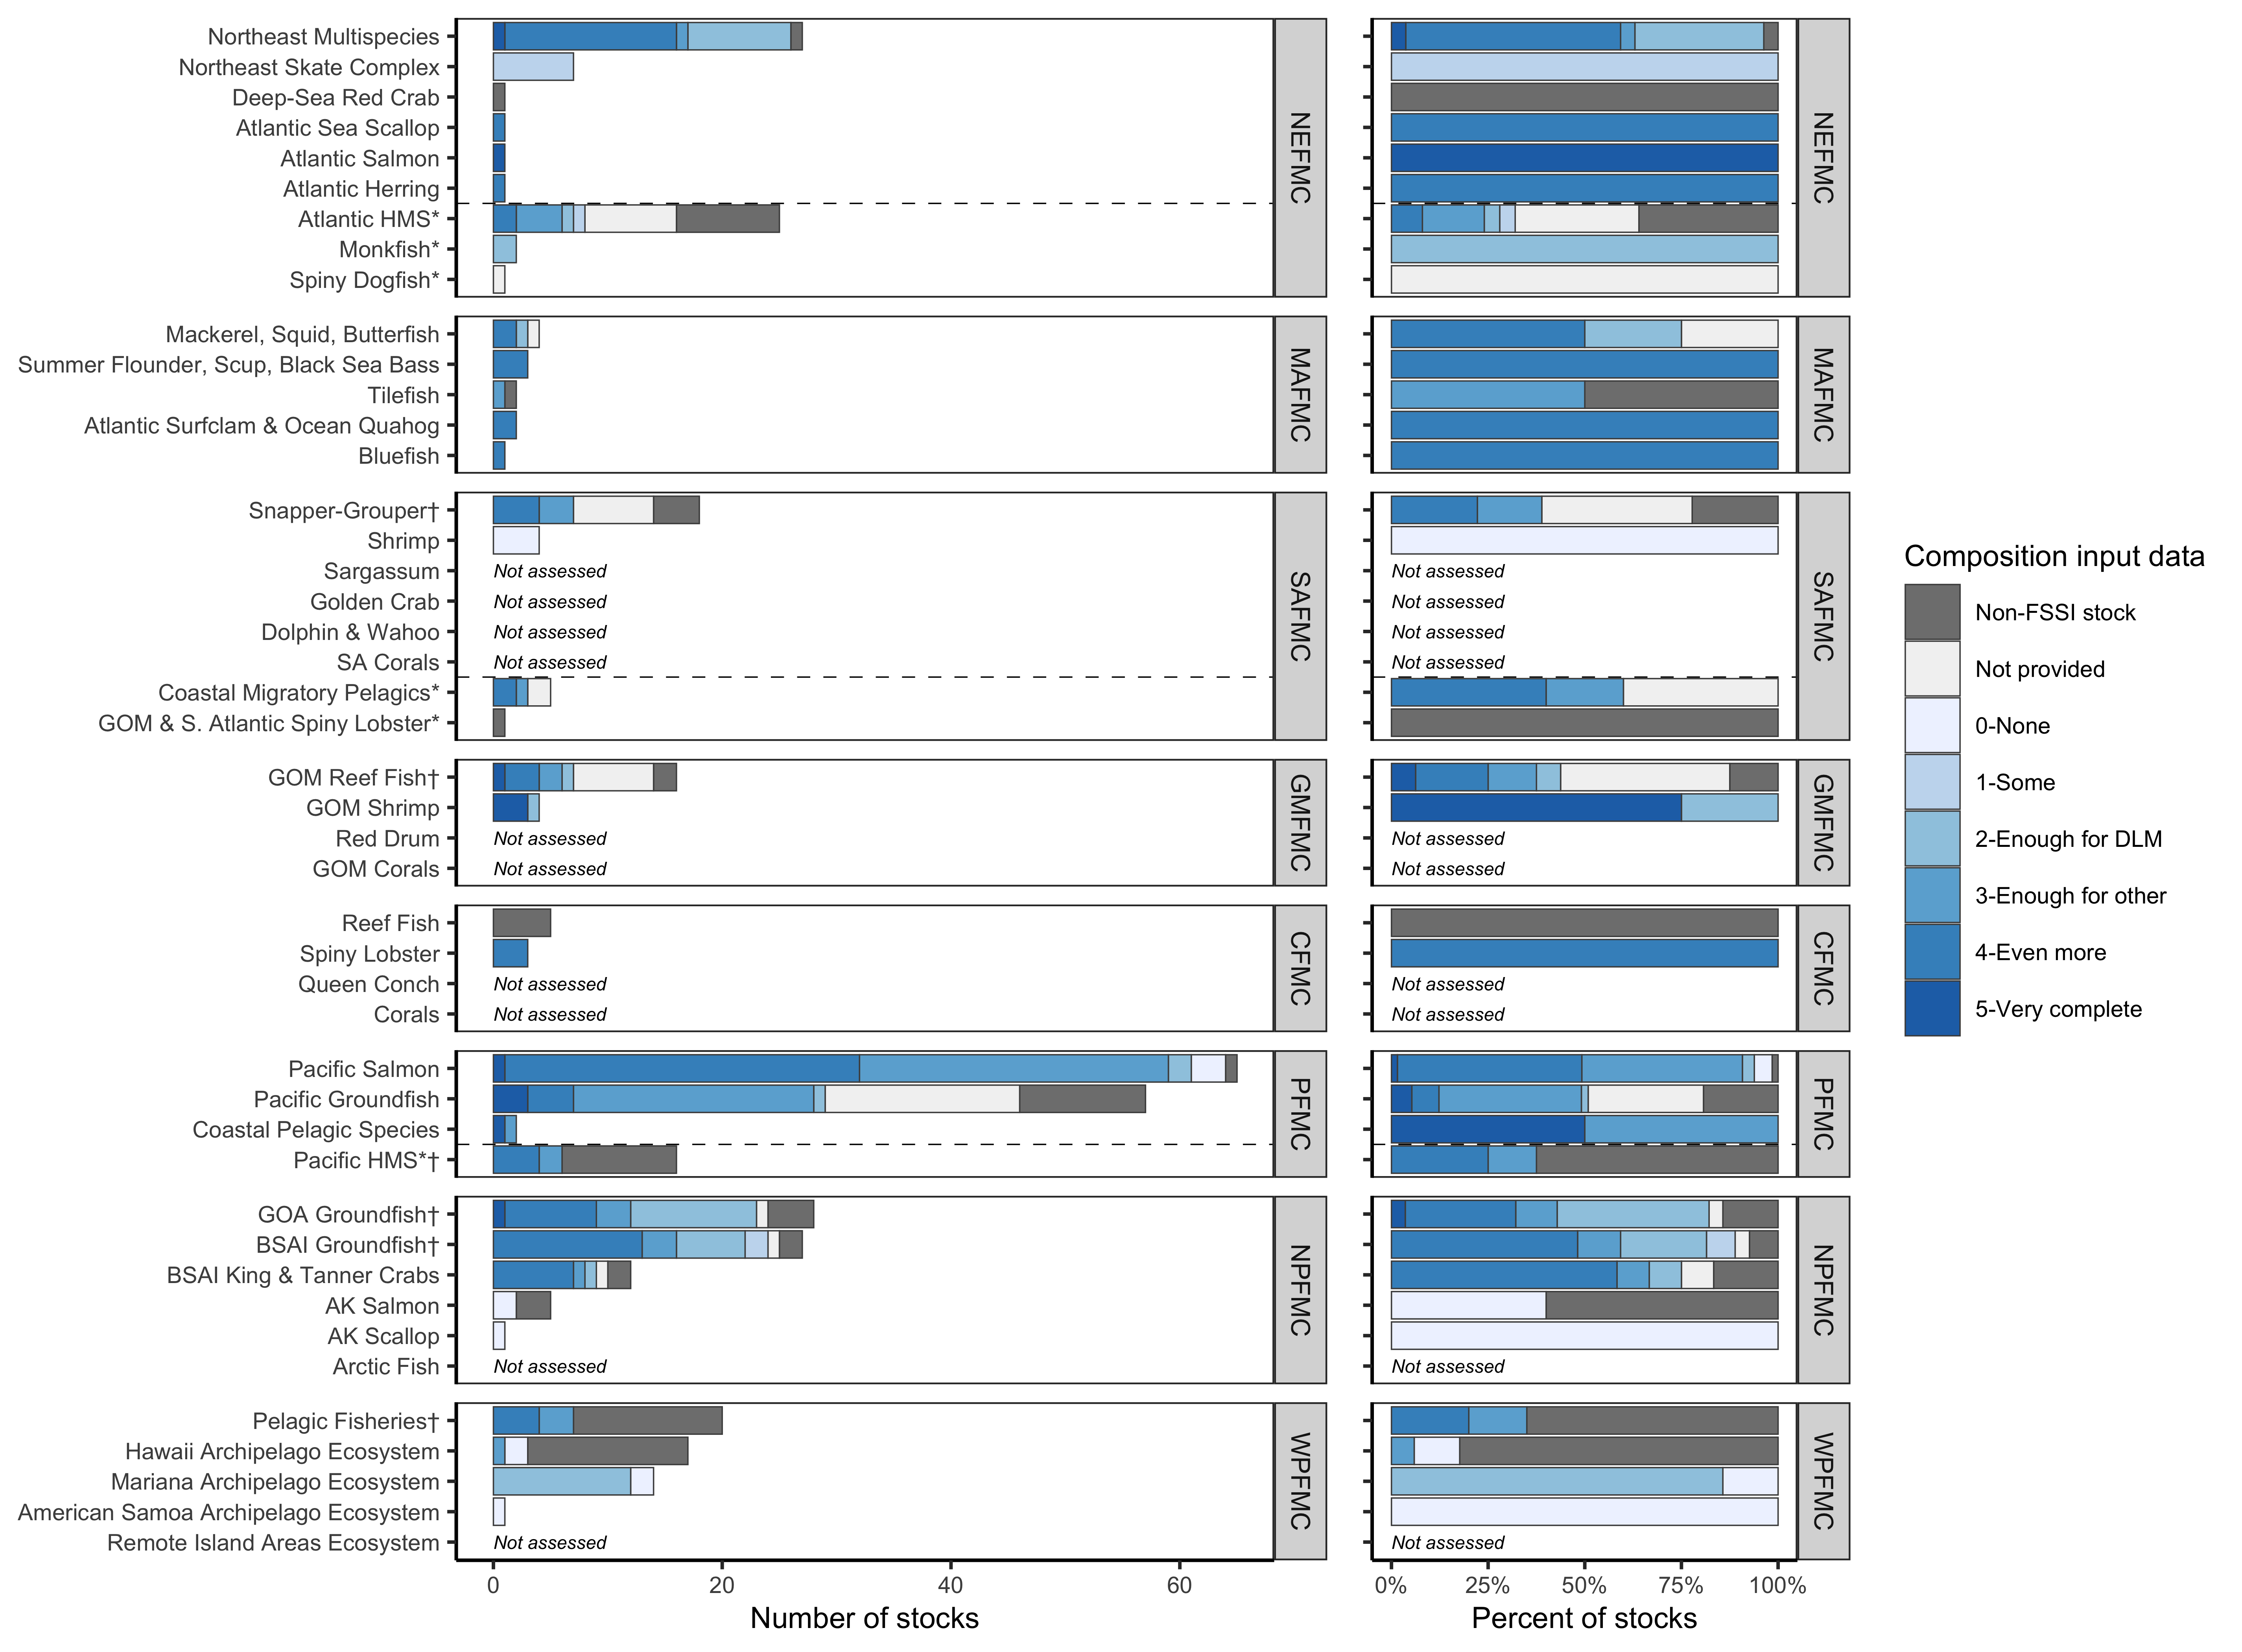 Northeast Multispecies
Northeast Skate Complex
Deep-Sea Red Crab
Atlantic Sea Scallop
Atlantic Salmon
Atlantic Herring
Atlantic HMS*
Monkfish*
Spiny Dogfish*
NEFMC
NEFMC
Mackerel, Squid, Butterfish
Summer Flounder, Scup, Black Sea Bass
Tilefish
Atlantic Surfclam & Ocean Quahog
Bluefish
MAFMC
MAFMC
Snapper-Grouper†
Shrimp
Sargassum Not assessed Not assessed
Golden Crab Not assessed Not assessed
Dolphin & Wahoo Not assessed Not assessed
SA Corals Not assessed Not assessed
Coastal Migratory Pelagics*
GOM & S. Atlantic Spiny Lobster*
SAFMC
SAFMC
GOM Reef Fish†
GOM Shrimp
Red Drum Not assessed Not assessed
GOM Corals Not assessed Not assessed
GMFMC
GMFMC
Reef Fish
Spiny Lobster
Queen Conch Not assessed Not assessed
Corals Not assessed Not assessed
CFMC
CFMC
Pacific Salmon
Pacific Groundfish
Coastal Pelagic Species
Pacific HMS*†
PFMC
PFMC
GOA Groundfish†
BSAI Groundfish†
BSAI King & Tanner Crabs
AK Salmon
AK Scallop
Arctic Fish Not assessed Not assessed
NPFMC
NPFMC
Pelagic Fisheries†
Hawaii Archipelago Ecosystem
Mariana Archipelago Ecosystem
American Samoa Archipelago Ecosystem
Remote Island Areas Ecosystem Not assessed Not assessed
WPFMC
WPFMC
0 20 40 60
Number of stocks
0% 25% 50% 75% 100%
Percent of stocks
Composition input data
Non-FSSI stock
Not provided
0-None
1-Some
2-Enough for DLM
3-Enough for other
4-Even more
5-Very complete